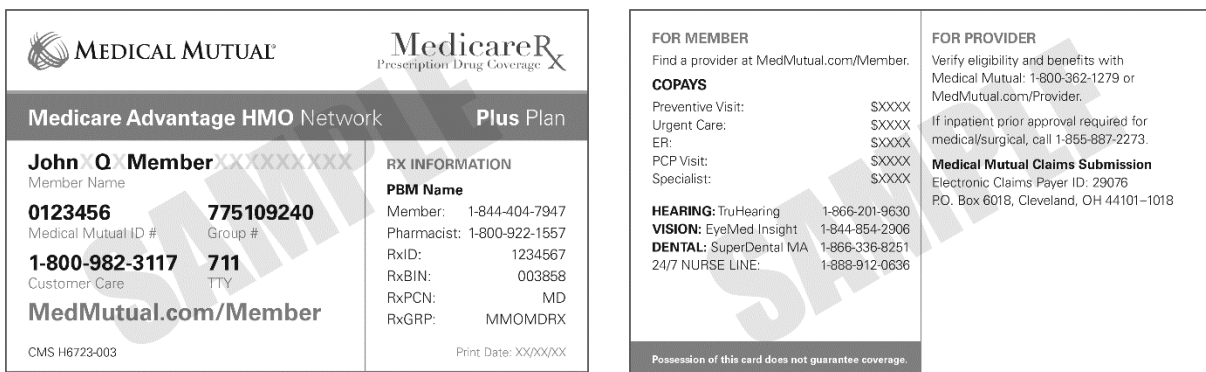 MEDICAL MUTUAL®
MedicareRx
Prescription Drug Coverage
Medicare Advantage HMO Network Plus Plan
John X Q X Member XXXXXXXXX
Member Name
0123456 775109240
Medical Mutual ID # Group #
1-800-982-3117 711
Customer Care TTY
MedMutual.com/Member
CMS H6723-003
RX INFORMATION
PBM Name
Member: 1-844-404-7947
Pharmacist: 1-800-922-1557
RxID: 1234567
RxBIN: 003858
RxPCN: MD
RxGRP: MMOMDRX
Print Date: XX/XX/XX
SAMPLE
FOR MEMBER
Find a provider at MedMutual.com/Member.
COPAYS
Preventive Visit: $XXXX
Urgent Care: $XXXX
ER: $XXXX
PCP Visit: $XXXX
Specialist: $XXXX
HEARING: TruHearing 1-866-201-9630
VISION: EyeMed Insight 1-844-854-2906
DENTAL: SuperDental MA 1-866-336-8251
24/7 NURSE LINE: 1-888-912-0636
Possession of this card does not guarantee coverage.
FOR PROVIDER
Verify eligibility and benefits with
Medical Mutual: 1-800-362-1279 or
MedMutual.com/Provider.
If inpatient prior approval required for
medical/surgical, call 1-855-887-2273.
Medical Mutual Claims Submission
Electronic Claims Payer ID: 29076
P.O. Box 6018, Cleveland, OH 44101–1018
SAMPLE